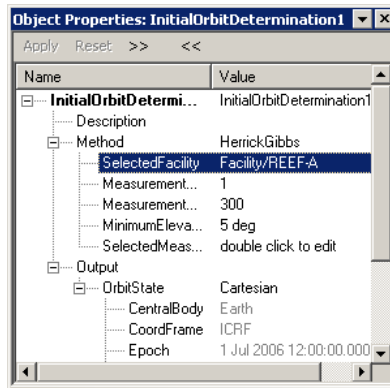 Object Properties: InitialOrbitDetermination1
Apply Reset >> <<
Name Value
InitialOrbitDetermi... InitialOrbitDetermination1
Description
Method HerrickGibbs
SelectedFacility Facility/REEF-A
Measurement... 1
Measurement... 300
MinimumEleva... 5 deg
SelectedMeas... double click to edit
Output
OrbitState Cartesian
CentralBody Earth
CoordFrame ICRF
Epoch 1 Jul 2006 12:00:00.000